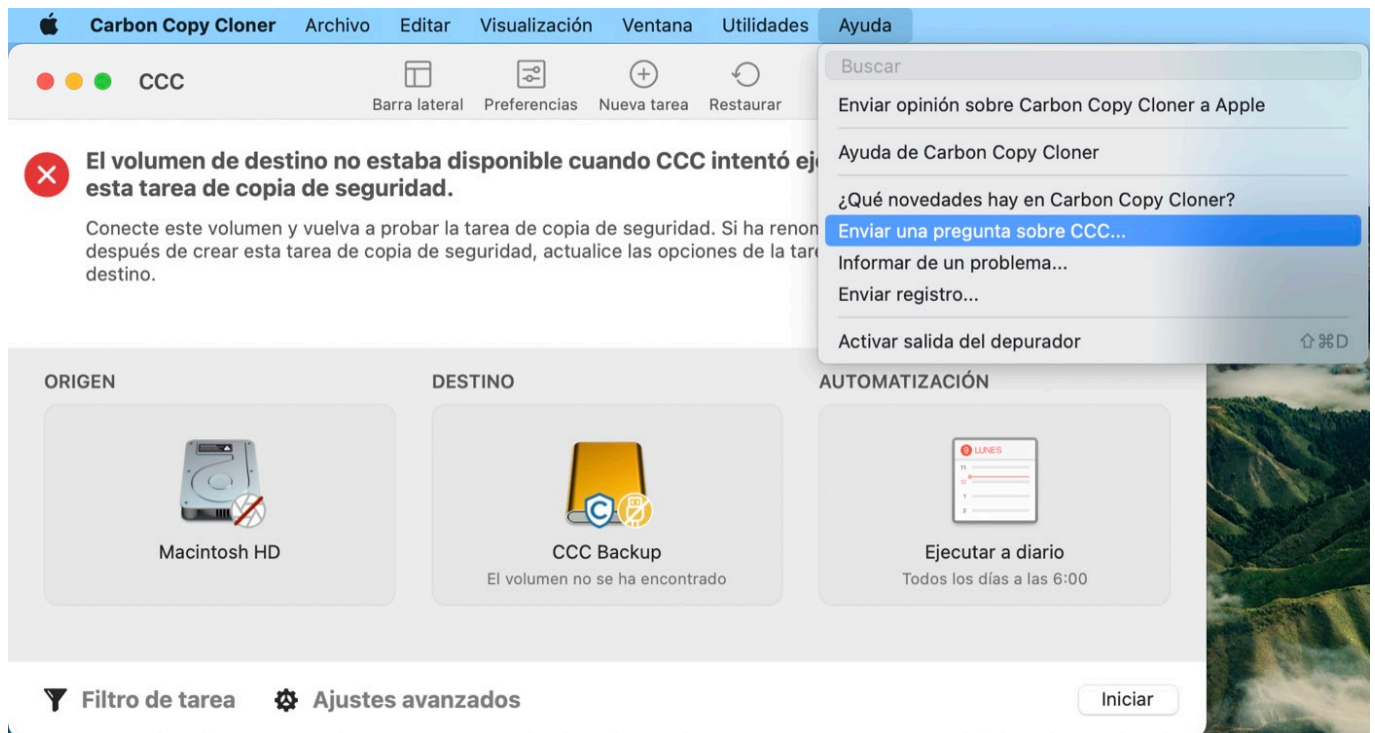 Carbon Copy Cloner Archivo Editar Visualización Ventana Utilidades Ayuda
CCC
Barra lateral Preferencias Nueva tarea Restaurar
Buscar
Enviar opinión sobre Carbon Copy Cloner a Apple
Ayuda de Carbon Copy Cloner
¿Qué novedades hay en Carbon Copy Cloner?
Enviar una pregunta sobre CCC...
Informar de un problema...
Enviar registro...
Activar salida del depurador ⇧⌘D
El volumen de destino no estaba disponible cuando CCC intentó
esta tarea de copia de seguridad.
Conecte este volumen y vuelva a probar la tarea de copia de seguridad. Si ha
después de crear esta tarea de copia de seguridad, actualice las opciones de la
destino.
ORIGEN DESTINO AUTOMATIZACIÓN
9 LUNES
11
12
1
2
Macintosh HD CCC Backup Ejecutar a diario
El volumen no se ha encontrado Todos los días a las 6:00
Filtro de tarea Ajustes avanzados Iniciar